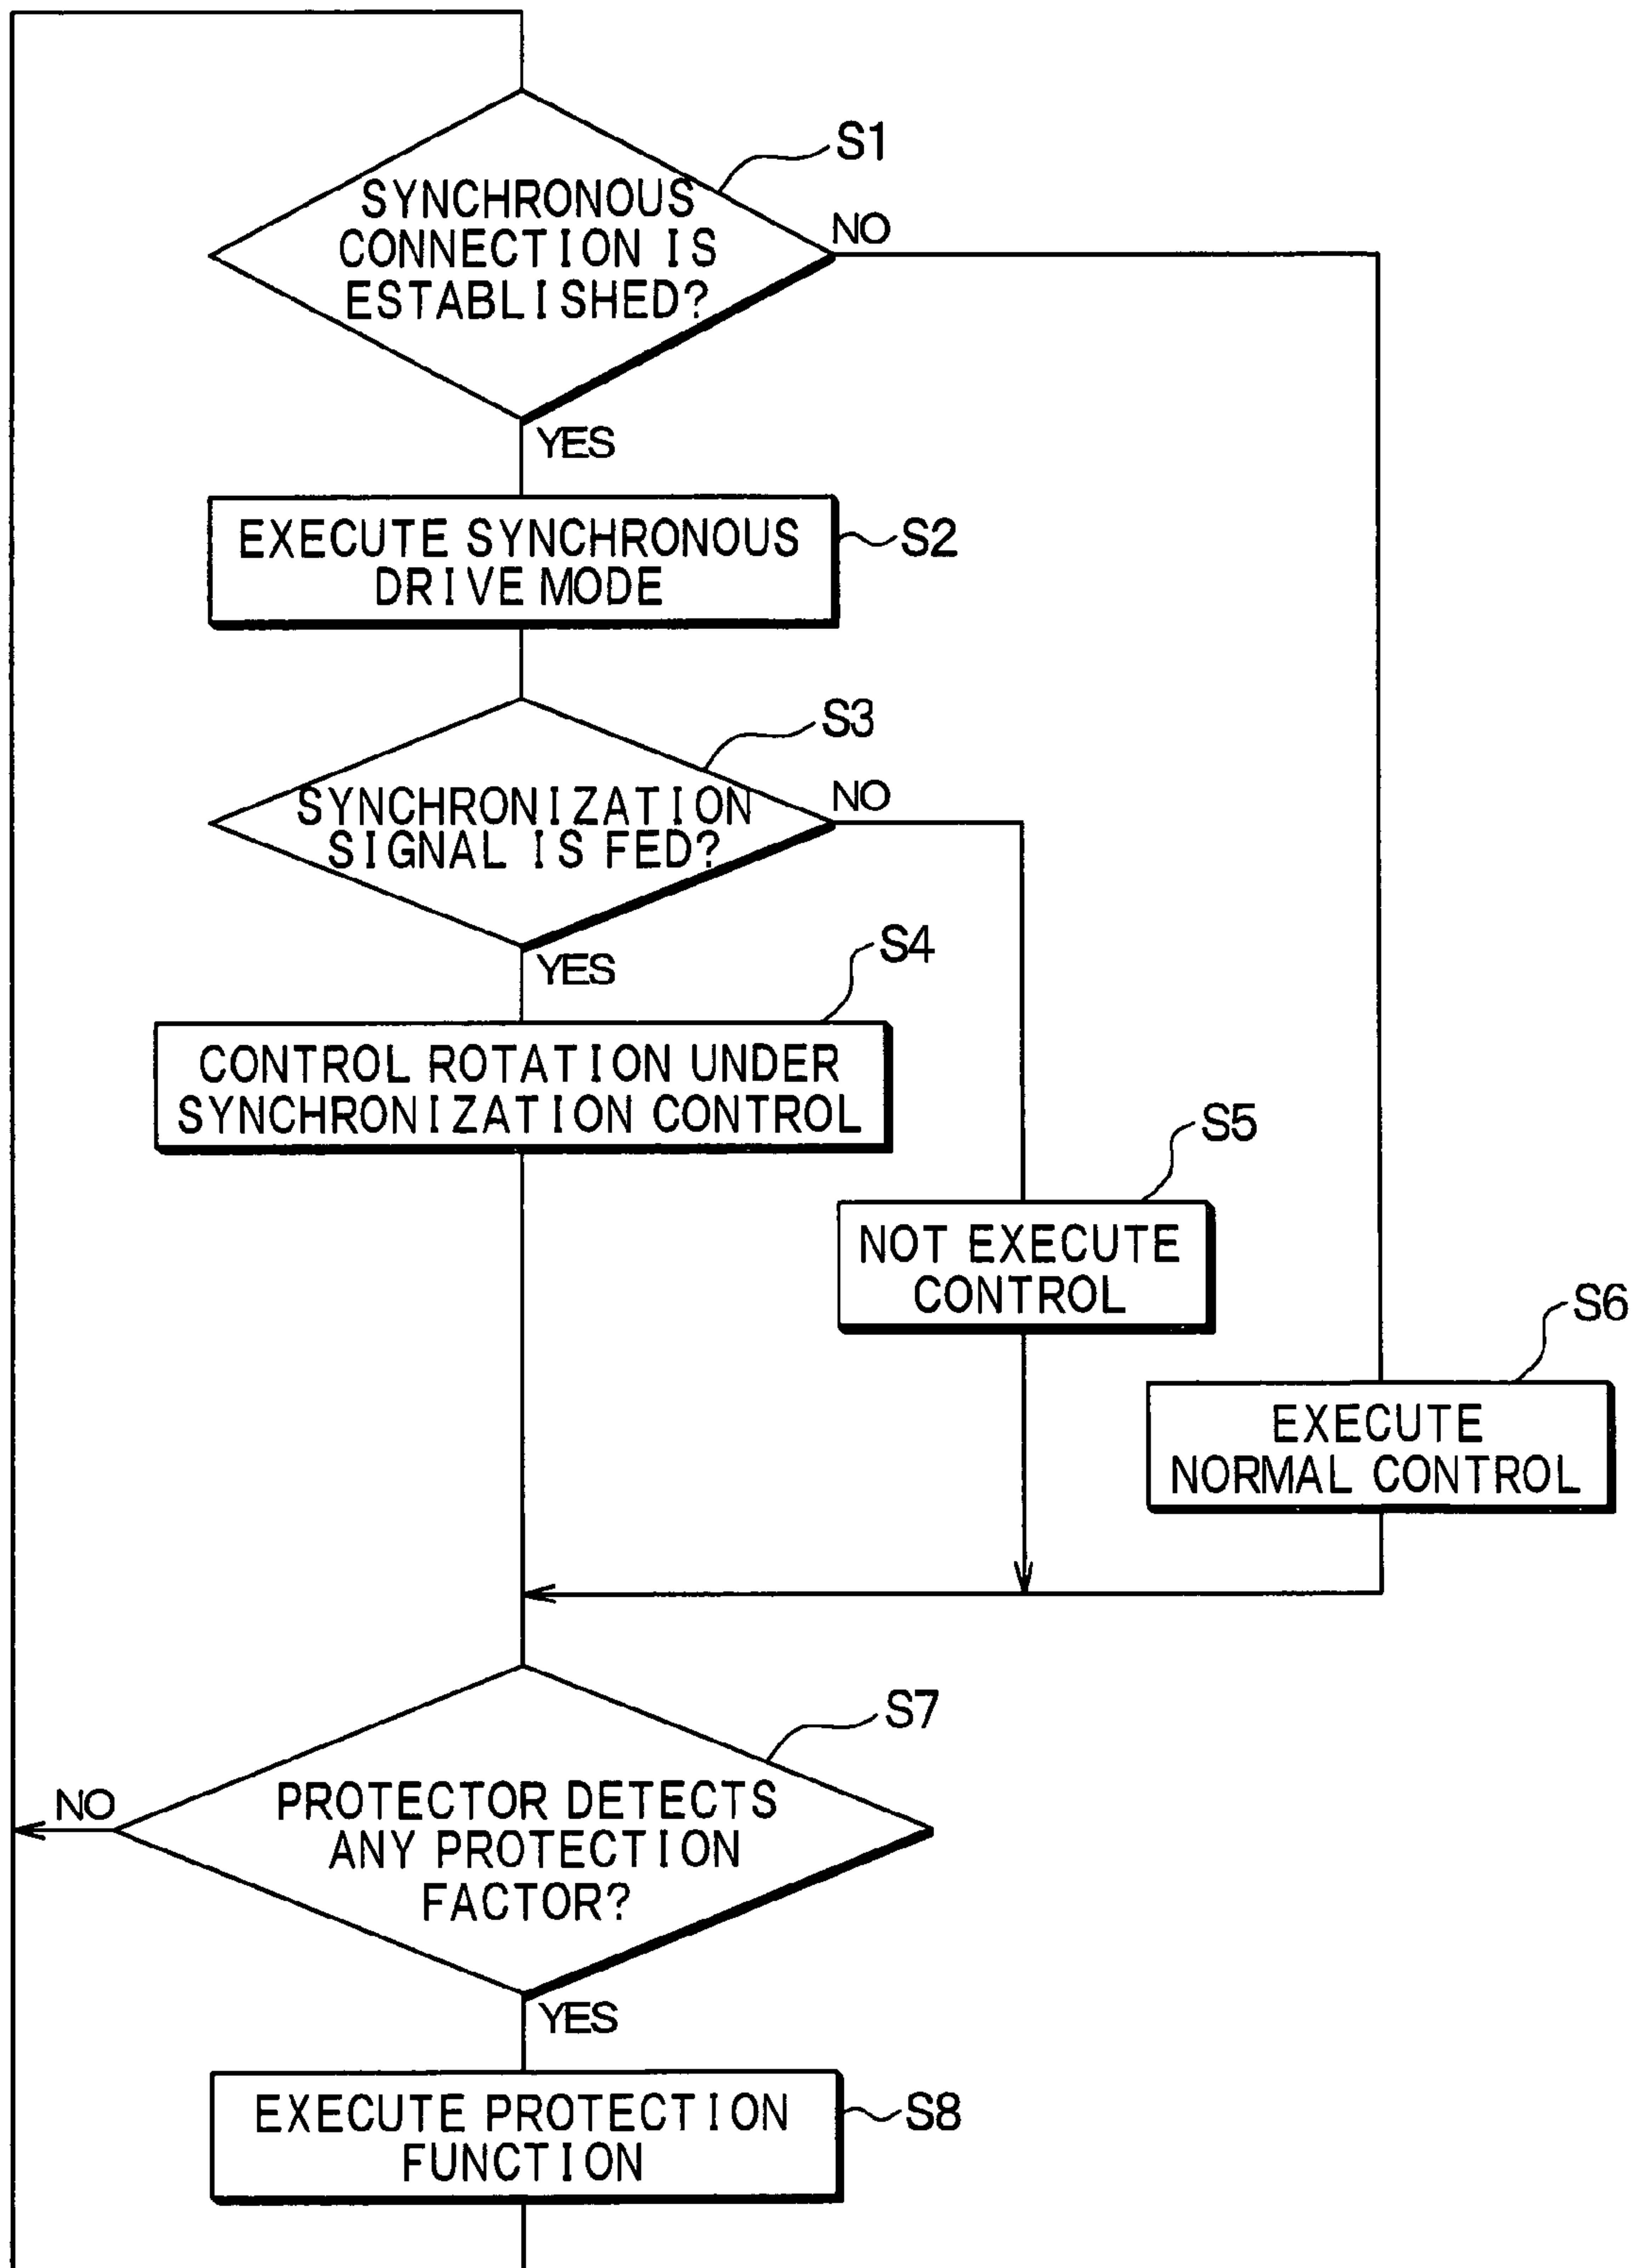 S1
SYNCHRONOUS
CONNECTION IS
ESTABLISHED?
NO
YES
EXECUTE SYNCHRONOUS
DRIVE MODE
S2
S3
SYNCHRONIZATION
SIGNAL IS FED?
NO
YES
S4
CONTROL ROTATION UNDER
SYNCHRONIZATION CONTROL
S5
NOT EXECUTE
CONTROL
S6
EXECUTE
NORMAL CONTROL
S7
PROTECTOR DETECTS
ANY PROTECTION
FACTOR?
NO
YES
EXECUTE PROTECTION
FUNCTION
S8